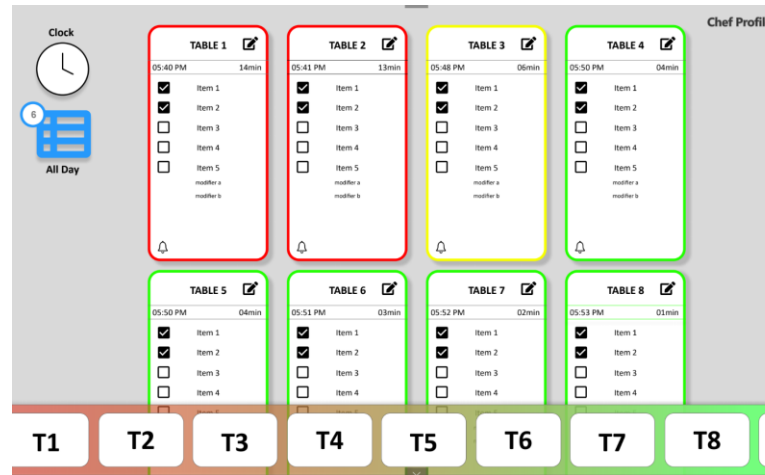 Chef Profil
Clock
6
All Day
TABLE 1
05:40 PM 14min
Item 1
Item 2
Item 3
Item 4
Item 5
modifier a
modifier b
TABLE 2
05:41 PM 13min
Item 1
Item 2
Item 3
Item 4
Item 5
modifier a
modifier b
TABLE 3
05:48 PM 06min
Item 1
Item 2
Item 3
Item 4
Item 5
modifier a
modifier b
TABLE 4
05:50 PM 04min
Item 1
Item 2
Item 3
Item 4
Item 5
modifier a
modifier b
TABLE 5
05:50 PM 04min
Item 1
Item 2
Item 3
Item 4
TABLE 6
05:51 PM 03min
Item 1
Item 2
Item 3
Item 4
TABLE 7
05:52 PM 02min
Item 1
Item 2
Item 3
Item 4
TABLE 8
05:53 PM 01min
Item 1
Item 2
Item 3
Item 4
T1 T2 T3 T4 T5 T6 T7 T8